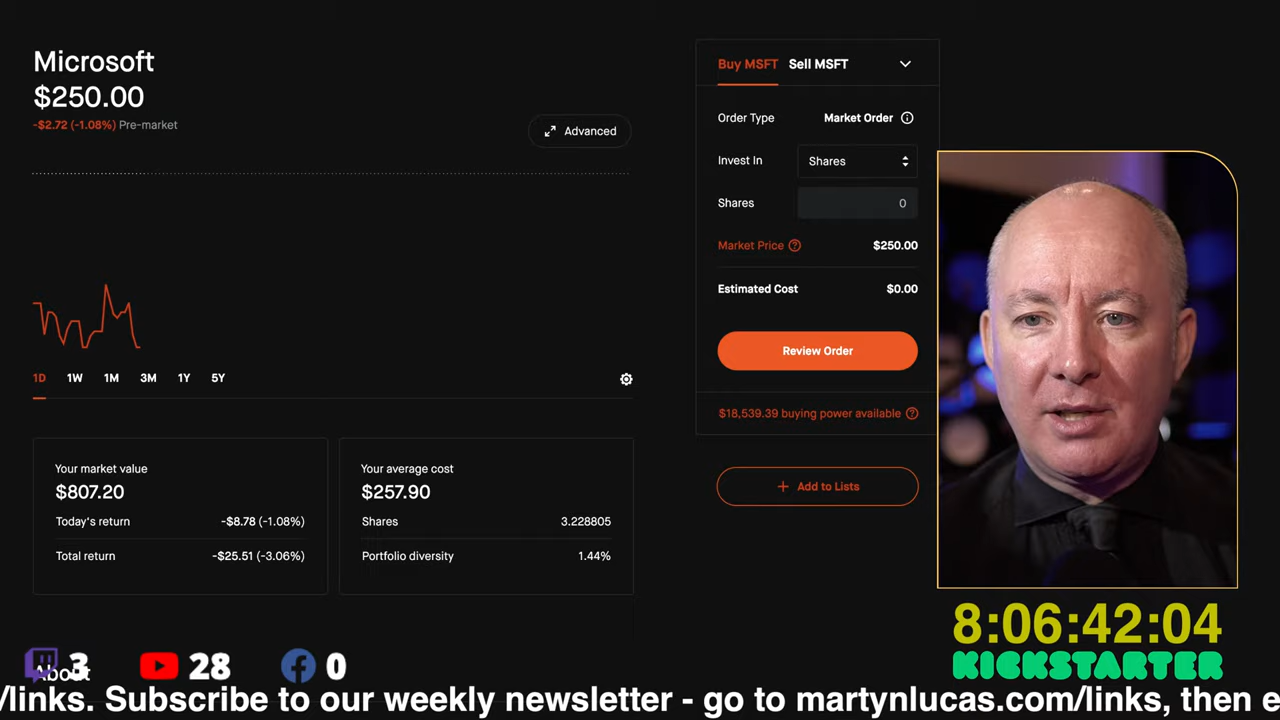 Microsoft
$250.00
-$2.72 (-1.08%) Pre-market
Advanced
1D 1W 1M 3M 1Y 5Y
Your market value
$807.20
Today's return -$8.78 (-1.08%)
Total return -$25.51 (-3.06%)
Your average cost
$257.90
Shares 3.228805
Portfolio diversity 1.44%
Buy MSFT Sell MSFT
Order Type Market Order
Invest In Shares
Shares 0
Market Price $250.00
Estimated Cost $0.00
Review Order
$18,539.39 buying power available
+ Add to Lists
8:06:42:04
KICKSTARTER
About
3 28 0
/links. Subscribe to our weekly newsletter - go to martynlucas.com/links, then e